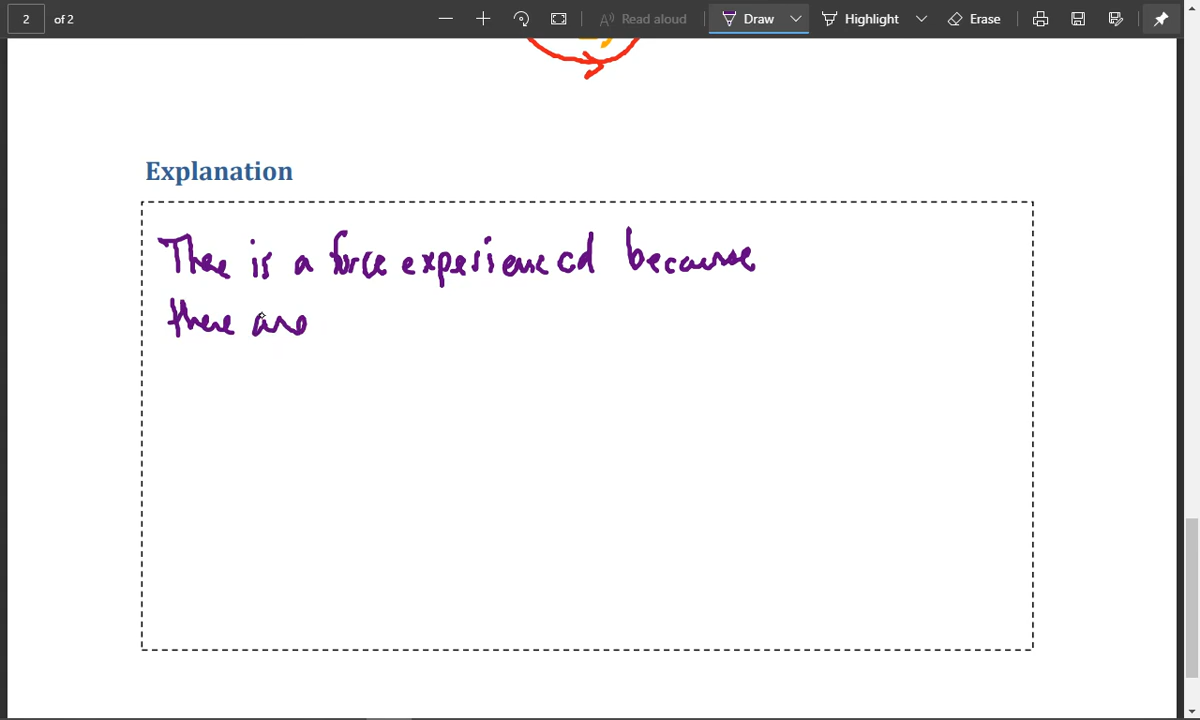 2 of 2 Read aloud Draw Highlight Erase
Explanation
There is a force experienced because
there are